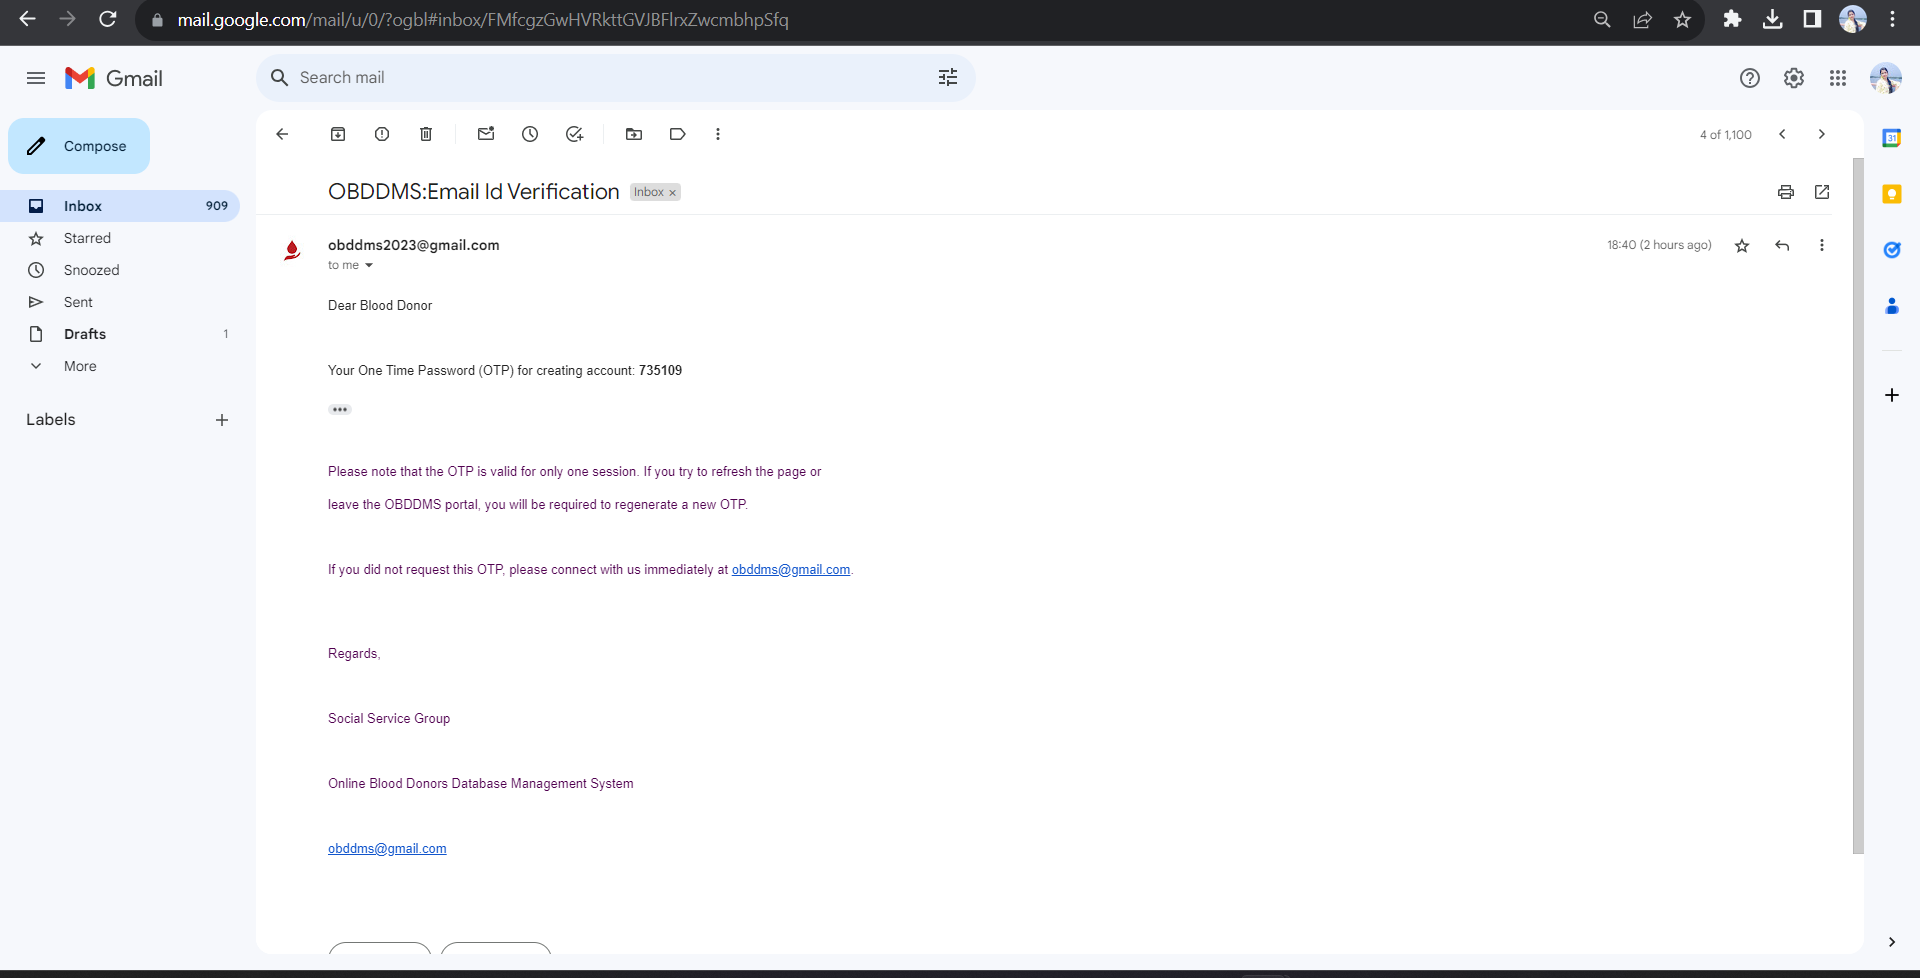 mail.google.com/mail/u/0/?ogbl#inbox/FMfcgzGwHVRkttGVJBFlrxZwcmbhpSfq
Gmail
Search mail
Compose
4 of 1,100
31
OBDDMS:Email Id Verification Inbox ×
Inbox 909
Starred
Snoozed
Sent
Drafts 1
More
Labels
obddms2023@gmail.com
18:40 (2 hours ago)
to me
Dear Blood Donor
Your One Time Password (OTP) for creating account: 735109
Please note that the OTP is valid for only one session. If you try to refresh the page or
leave the OBDDMS portal, you will be required to regenerate a new OTP.
If you did not request this OTP, please connect with us immediately at obddms@gmail.com.
Regards,
Social Service Group
Online Blood Donors Database Management System
obddms@gmail.com